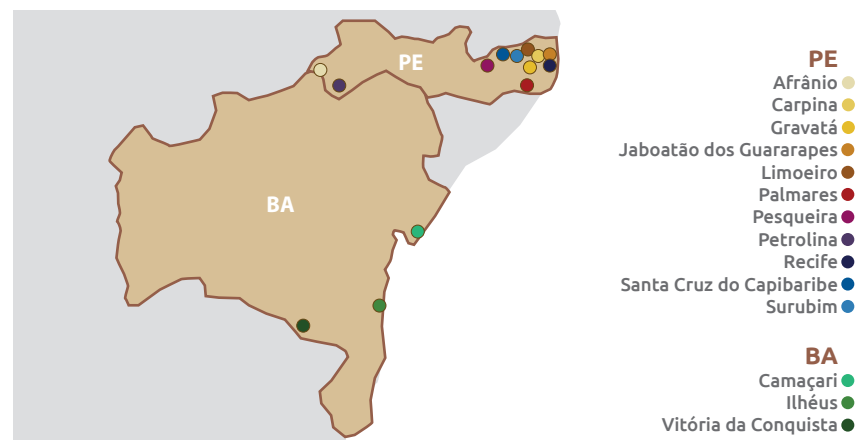 PE
BA
PE
Afrânio
Carpina
Gravatá
Jaboatão dos Guararapes
Limoeiro
Palmares
Pesqueira
Petrolina
Recife
Santa Cruz do Capibaribe
Surubim
BA
Camaçari
Ilhéus
Vitória da Conquista